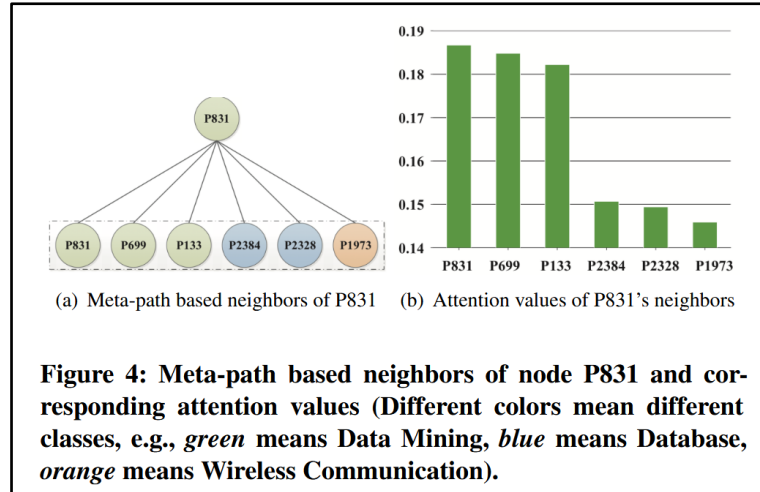 P831
P831 P699 P133 P2384 P2328 P1973
(a) Meta-path based neighbors of P831
0.19
0.18
0.17
0.16
0.15
0.14
P831 P699 P133 P2384 P2328 P1973
(b) Attention values of P831's neighbors
Figure 4: Meta-path based neighbors of node P831 and cor-
responding attention values (Different colors mean different
classes, e.g., green means Data Mining, blue means Database,
orange means Wireless Communication).